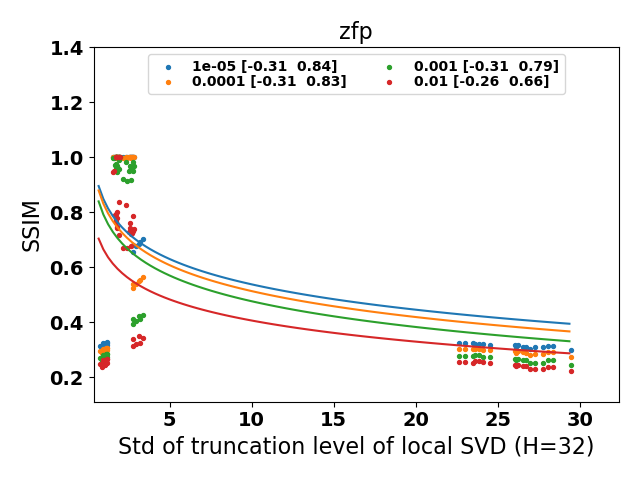 zfp
1e-05 [-0.31  0.84]
0.0001 [-0.31  0.83]
0.001 [-0.31  0.79]
0.01 [-0.26  0.66]
SSIM
1.4
1.2
1.0
0.8
0.6
0.4
0.2
5 10 15 20 25 30
Std of truncation level of local SVD (H=32)